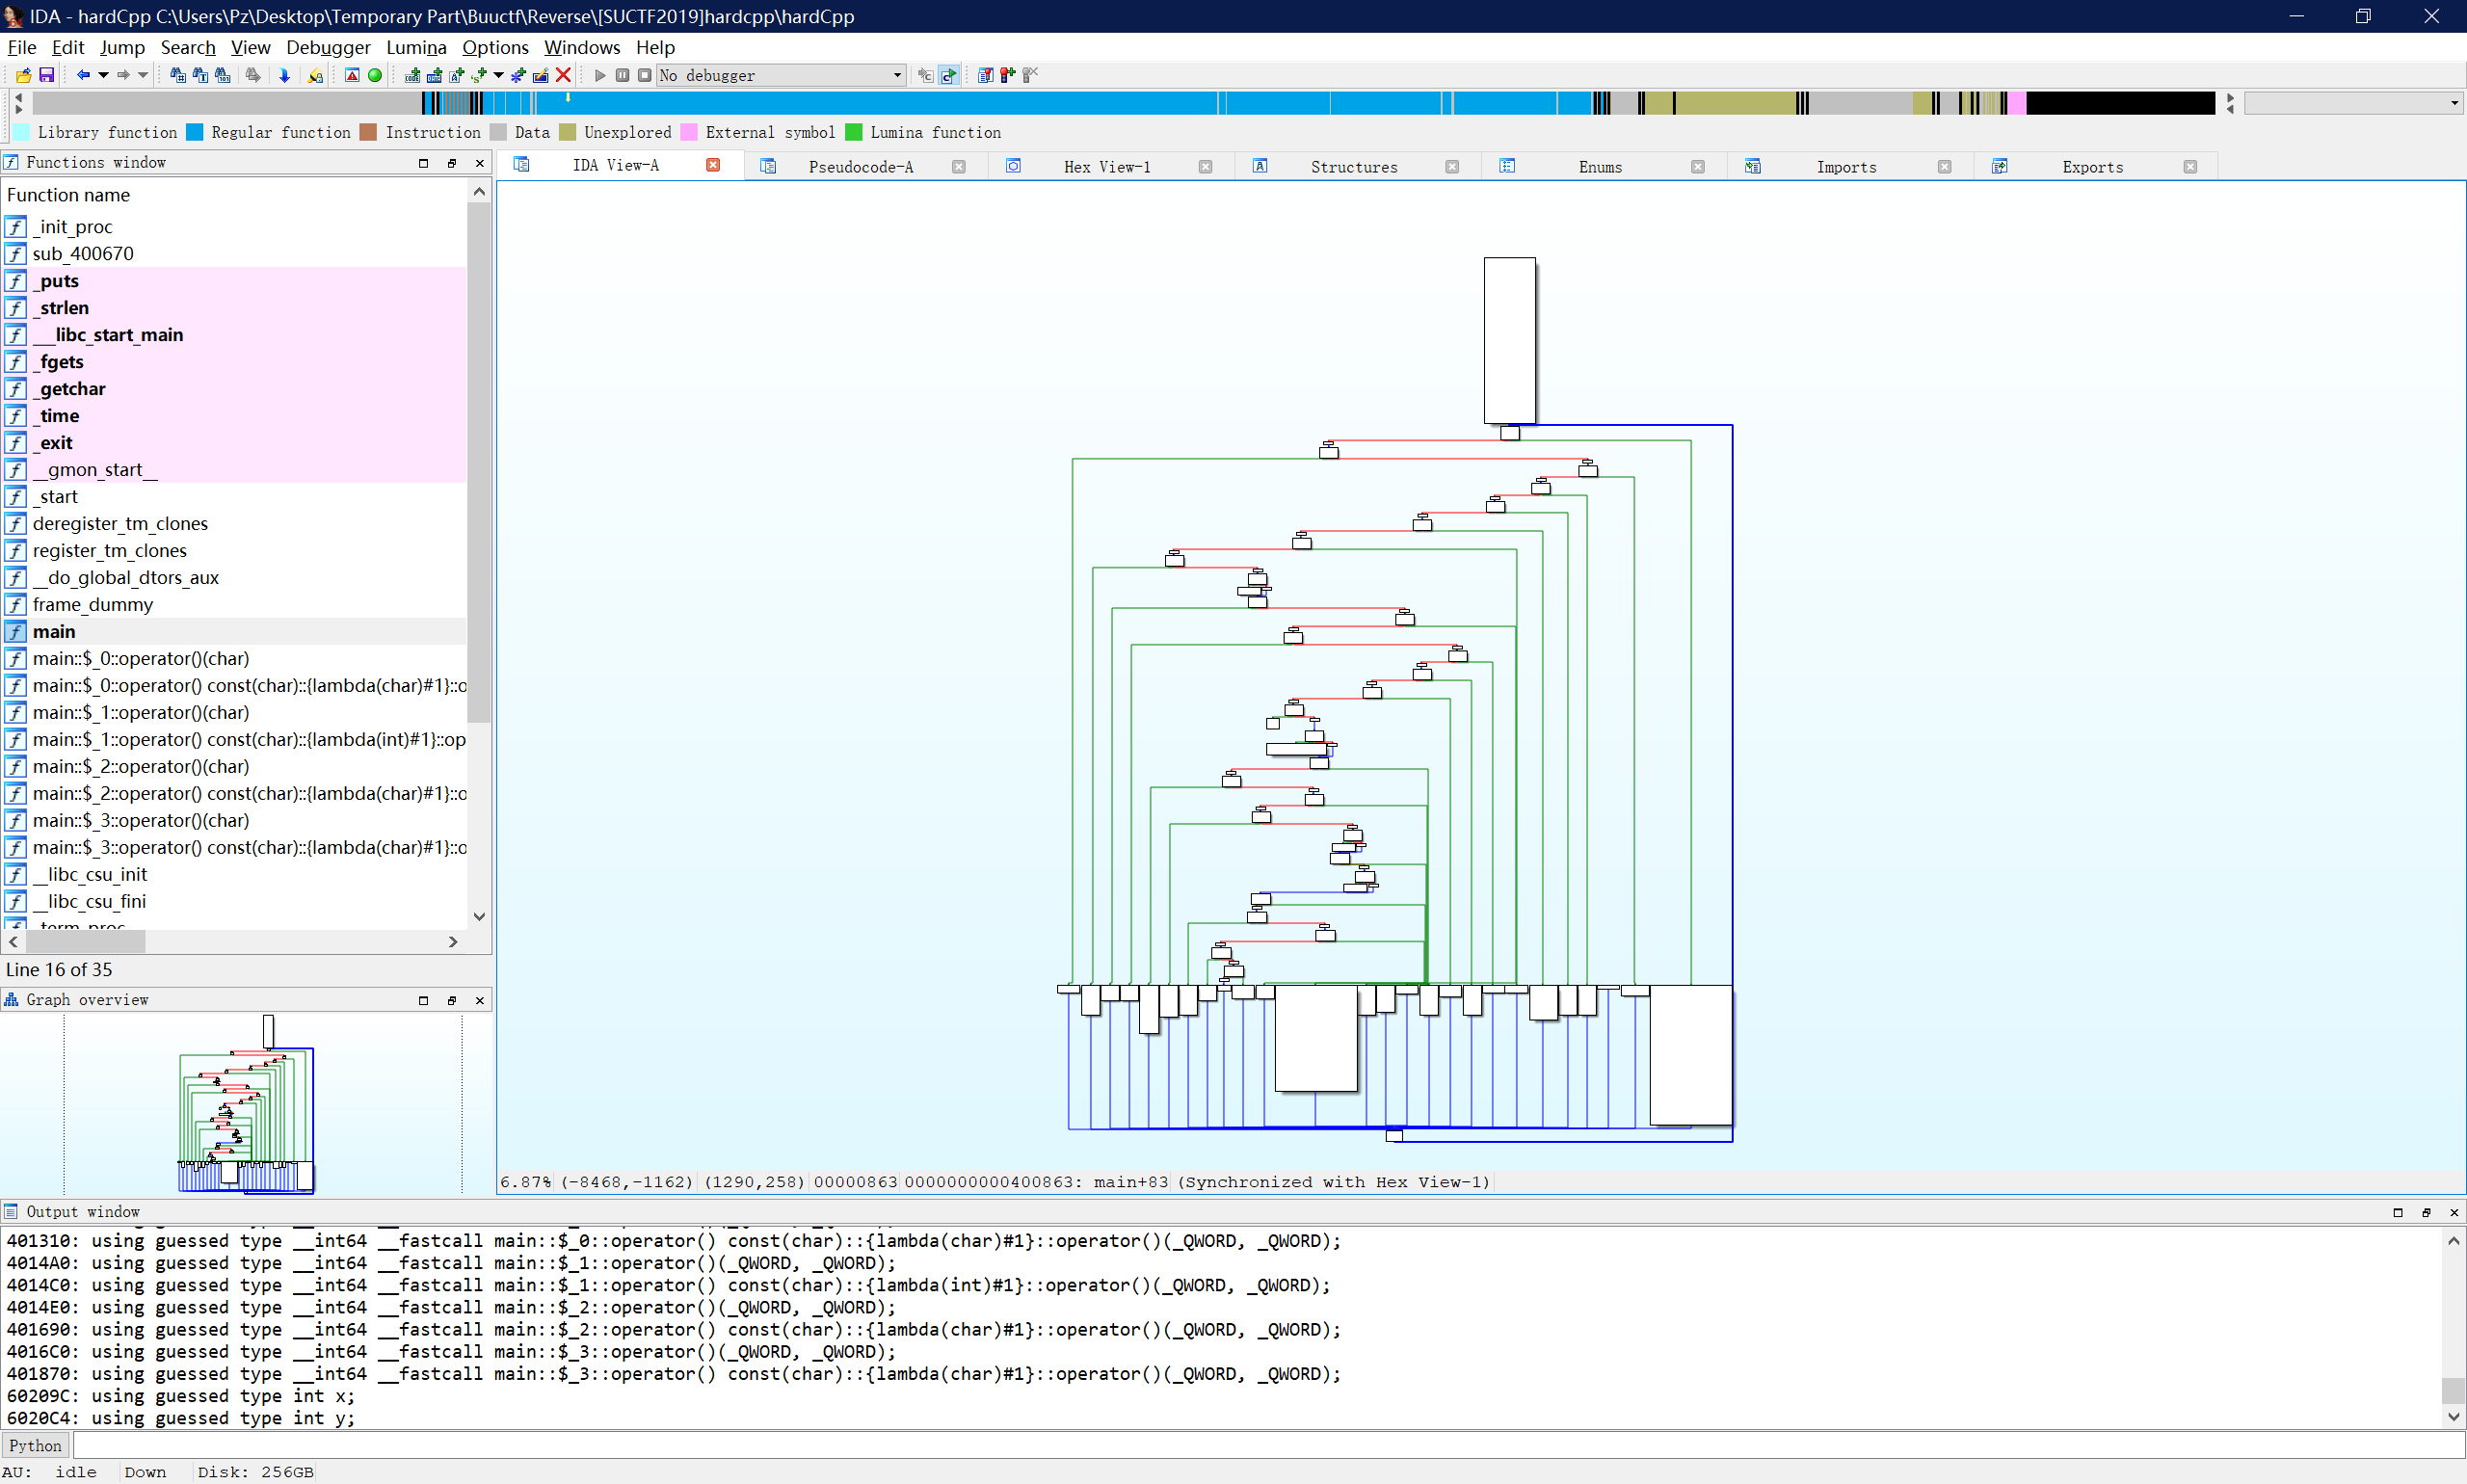 IDA - hardCpp C:\Users\Pz\Desktop\Temporary Part\Buuctf\Reverse\[SUCTF2019]hardcpp\hardCpp
File Edit Jump Search View Debugger Lumina Options Windows Help
No debugger
Library function Regular function Instruction Data Unexplored External symbol Lumina function
Functions window
IDA View-A Pseudocode-A Hex View-1 Structures Enums Imports Exports
Function name
_init_proc
sub_400670
_puts
_strlen
___libc_start_main
_fgets
_getchar
_time
_exit
__gmon_start__
_start
deregister_tm_clones
register_tm_clones
__do_global_dtors_aux
frame_dummy
main
main::$_0::operator()(char)
main::$_0::operator() const(char)::{lambda(char)#1}::o
main::$_1::operator()(char)
main::$_1::operator() const(char)::{lambda(int)#1}::op
main::$_2::operator()(char)
main::$_2::operator() const(char)::{lambda(char)#1}::o
main::$_3::operator()(char)
main::$_3::operator() const(char)::{lambda(char)#1}::o
__libc_csu_init
__libc_csu_fini
_term_proc
Line 16 of 35
Graph overview
6.87% (-8468,-1162) (1290,258) 00000863 0000000000400863: main+83 (Synchronized with Hex View-1)
Output window
401310: using guessed type __int64 __fastcall main::$_0::operator() const(char)::{lambda(char)#1}::operator()(_QWORD, _QWORD);
4014A0: using guessed type __int64 __fastcall main::$_1::operator()(_QWORD, _QWORD);
4014C0: using guessed type __int64 __fastcall main::$_1::operator() const(char)::{lambda(int)#1}::operator()(_QWORD, _QWORD);
4014E0: using guessed type __int64 __fastcall main::$_2::operator()(_QWORD, _QWORD);
401690: using guessed type __int64 __fastcall main::$_2::operator() const(char)::{lambda(char)#1}::operator()(_QWORD, _QWORD);
4016C0: using guessed type __int64 __fastcall main::$_3::operator()(_QWORD, _QWORD);
401870: using guessed type __int64 __fastcall main::$_3::operator() const(char)::{lambda(char)#1}::operator()(_QWORD, _QWORD);
60209C: using guessed type int x;
6020C4: using guessed type int y;
Python
AU: idle Down Disk: 256GB